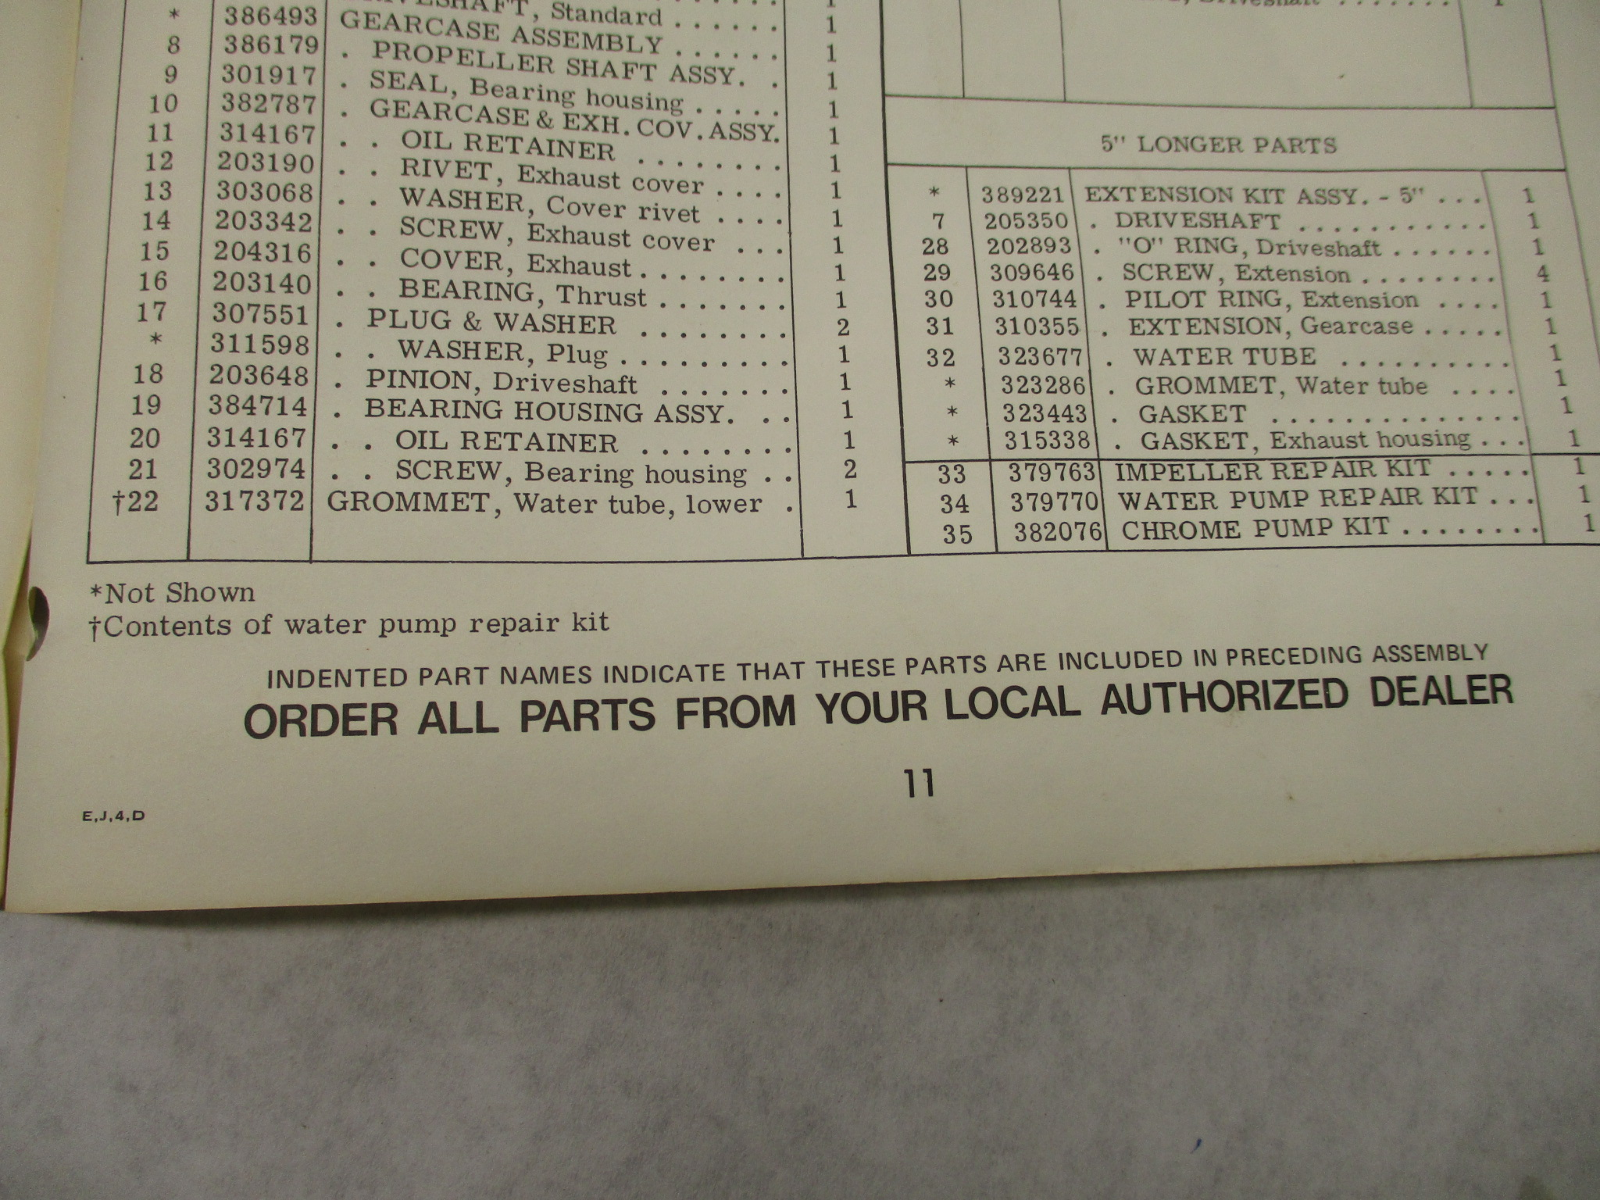 Standard . . . . . . 1
* 386493 GEARCASE ASSEMBLY . . . . . . 1
8 386179 . PROPELLER SHAFT ASSY. . 1
9 301917 . SEAL, Bearing housing . . . . . 1
10 382787 . GEARCASE & EXH. COV. ASSY. 1
11 314167 . . OIL RETAINER . . . . . . . . 1
12 203190 . . RIVET, Exhaust cover . . . . 1
13 303068 . . WASHER, Cover rivet . . . . 1
14 203342 . . SCREW, Exhaust cover . . . 1
15 204316 . . COVER, Exhaust . . . . . . . . 1
16 203140 . . BEARING, Thrust . . . . . . . 1
17 307551 . PLUG & WASHER . . . . . . . . 2
* 311598 . . WASHER, Plug . . . . . . . . . 1
18 203648 . PINION, Driveshaft . . . . . . . 1
19 384714 . BEARING HOUSING ASSY. . . 1
20 314167 . . OIL RETAINER . . . . . . . . 1
21 302974 . . SCREW, Bearing housing . . 2
†22 317372 GROMMET, Water tube, lower . 1
Driveshaft . . . . . . . 1
5" LONGER PARTS
* 389221 EXTENSION KIT ASSY. - 5" . . . 1
7 205350 . DRIVESHAFT . . . . . . . . . . . 1
28 202893 . "O" RING, Driveshaft . . . . . . 1
29 309646 . SCREW, Extension . . . . . . . . 4
30 310744 . PILOT RING, Extension . . . . 1
31 310355 . EXTENSION, Gearcase . . . . . 1
32 323677 . WATER TUBE . . . . . . . . . . 1
* 323286 . GROMMET, Water tube . . . . 1
* 323443 . GASKET . . . . . . . . . . . . . . 1
* 315338 . GASKET, Exhaust housing . . . 1
33 379763 IMPELLER REPAIR KIT . . . . . 1
34 379770 WATER PUMP REPAIR KIT . . . 1
35 382076 CHROME PUMP KIT . . . . . . . . 1
*Not Shown
†Contents of water pump repair kit
INDENTED PART NAMES INDICATE THAT THESE PARTS ARE INCLUDED IN PRECEDING ASSEMBLY
ORDER ALL PARTS FROM YOUR LOCAL AUTHORIZED DEALER
11
E,J,4,D